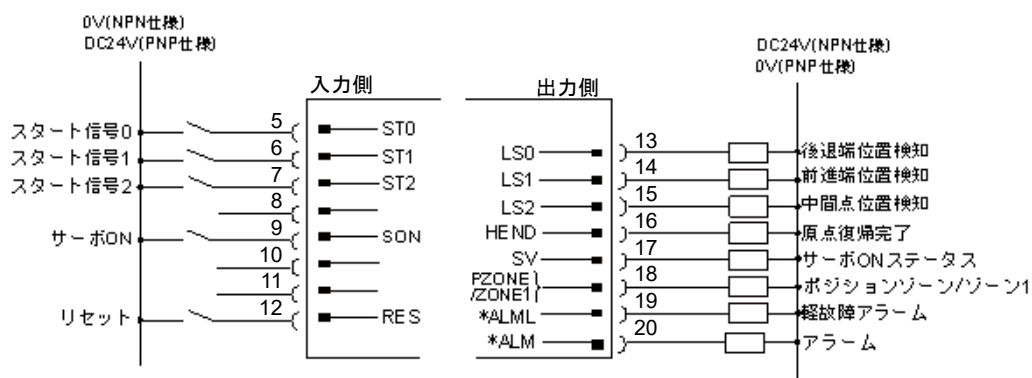 0V(NPN仕様)
DC24V(PNP仕様)
DC24V(NPN仕様)
0V(PNP仕様)
入力側
出力側
スタート信号0 5 ST0
スタート信号1 6 ST1
スタート信号2 7 ST2
8
サーボON 9 SON
10
11
リセット 12 RES
LS0 13 後退端位置検知
LS1 14 前進端位置検知
LS2 15 中間点位置検知
HEND 16 原点復帰完了
SV 17 サーボONステータス
PZONE
/ZONE1 18 ポジションゾーン/ゾーン1
*ALML 19 軽故障アラーム
*ALM 20 アラーム